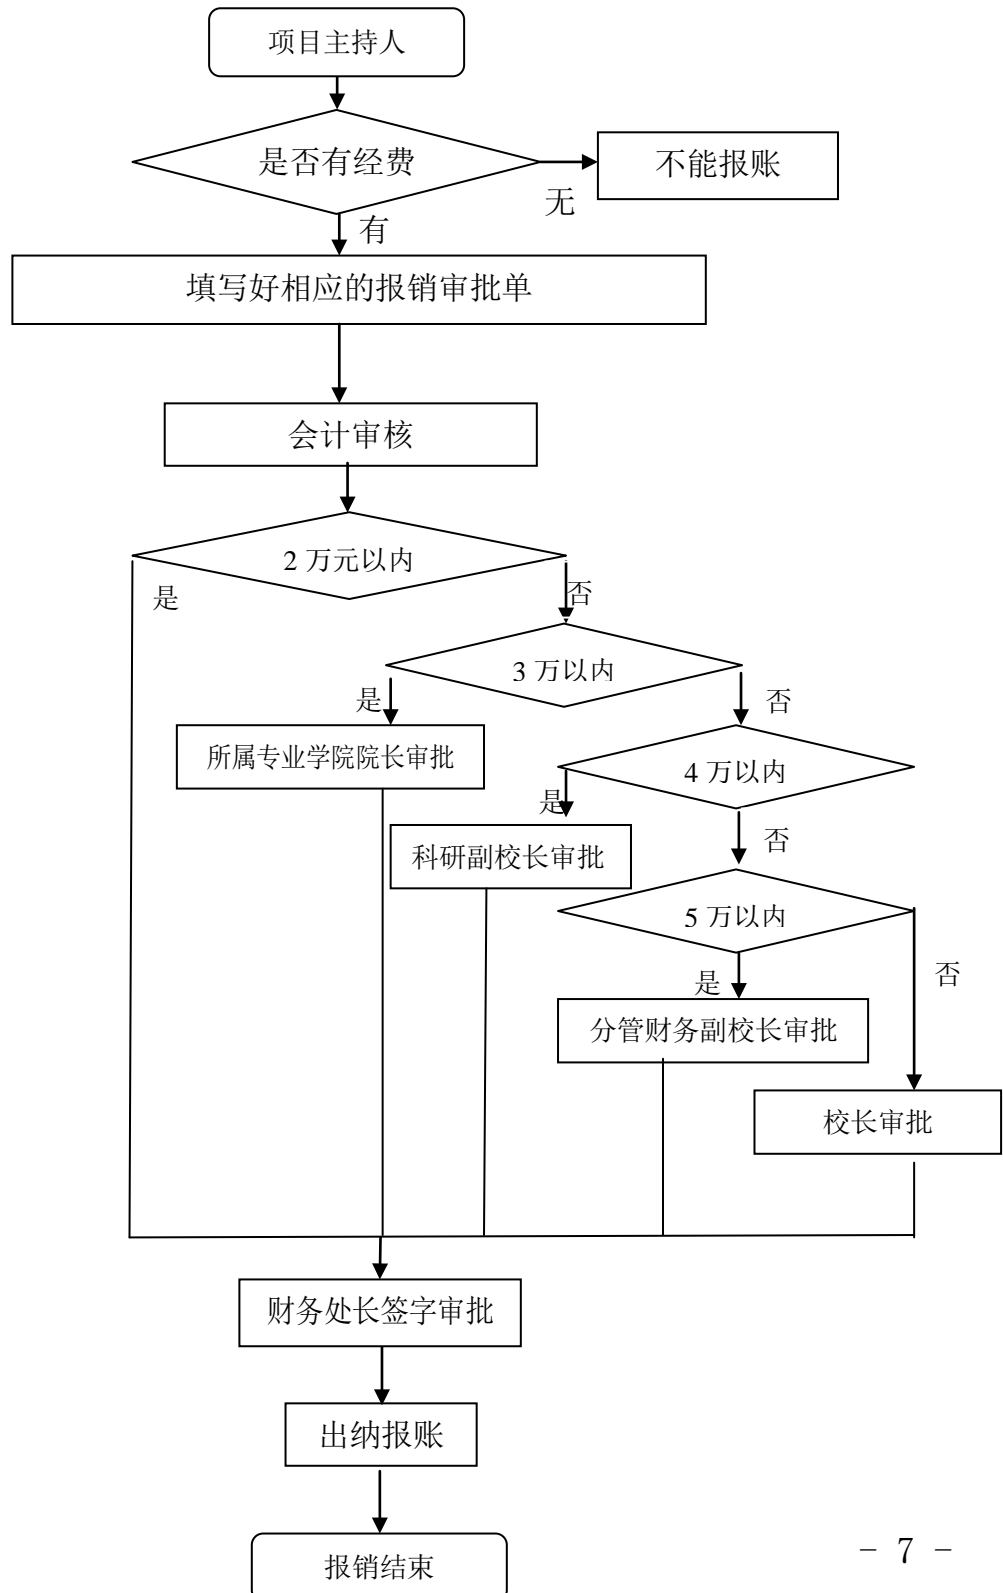 项目主持人
是否有经费
不能报账
无
有
填写好相应的报销审批单
会计审核
2 万元以内
是
否
3 万以内
是
否
所属专业学院院长审批
4 万以内
是
否
科研副校长审批
5 万以内
是
否
分管财务副校长审批
校长审批
财务处长签字审批
出纳报账
报销结束
- 7 -